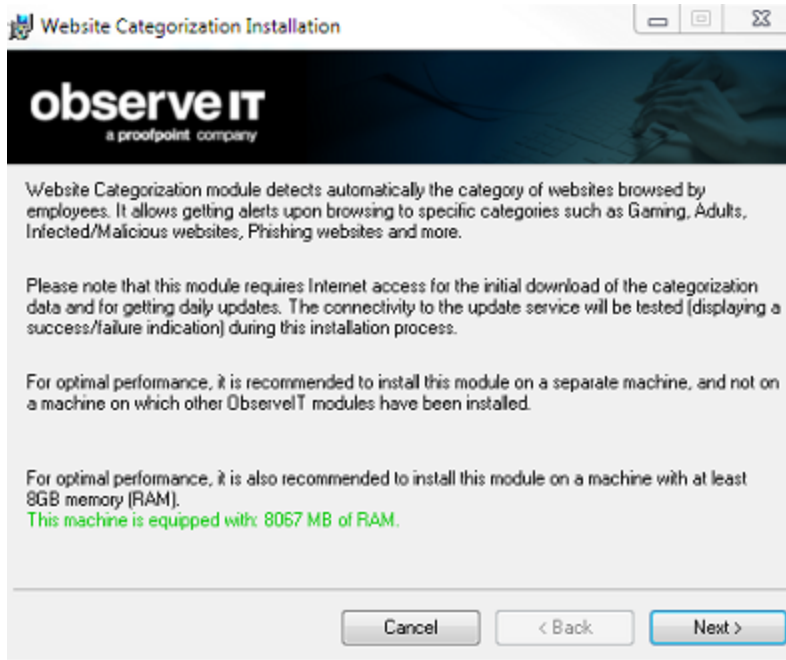 Website Categorization Installation
observe IT
a proofpoint company
Website Categorization module detects automatically the category of websites browsed by
employees. It allows getting alerts upon browsing to specific categories such as Gaming, Adults,
Infected/Malicious websites, Phishing websites and more.
Please note that this module requires Internet access for the initial download of the categorization
data and for getting daily updates. The connectivity to the update service will be tested (displaying a
success/failure indication) during this installation process.
For optimal performance, it is recommended to install this module on a separate machine, and not on
a machine on which other ObserveIT modules have been installed.
For optimal performance, it is also recommended to install this module on a machine with at least
8GB memory (RAM).
This machine is equipped with: 8067 MB of RAM.
Cancel
< Back
Next >